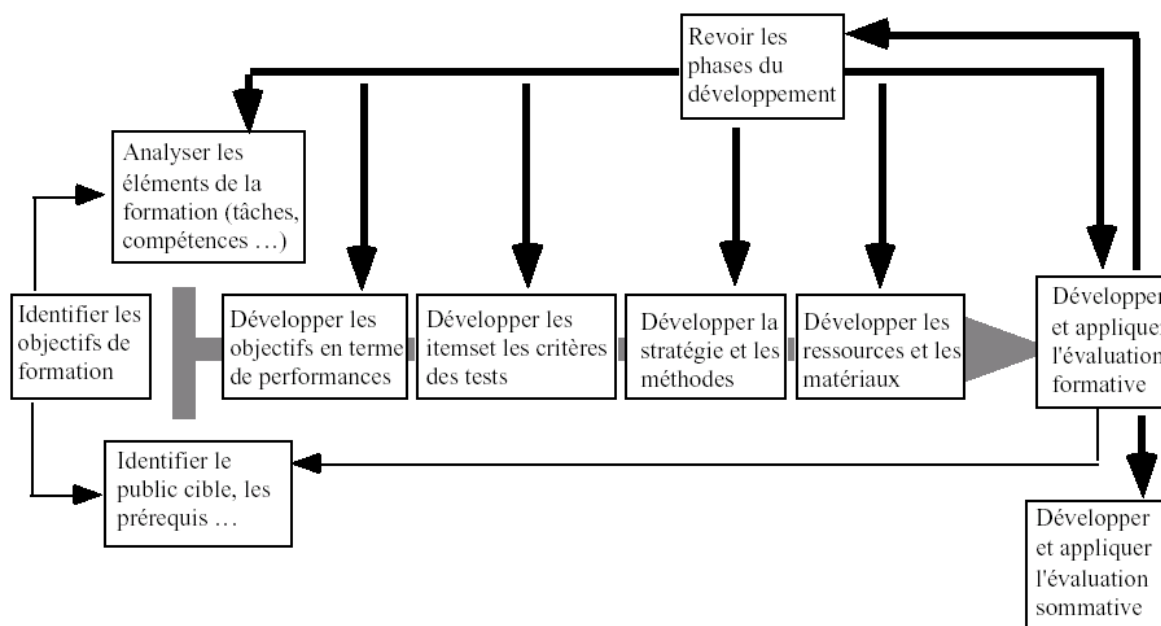 Revoir les
phases du
développement
Analyser les
éléments de la
formation (tâches,
compétences …)
Identifier les
objectifs de
formation
Développer les
objectifs en terme
de performances
Développer les
itemset les critères
des tests
Développer la
stratégie et les
méthodes
Développer les
ressources et les
matériaux
Développer
et appliquer
l'évaluation
formative
Identifier le
public cible, les
prérequis …
Développer
et appliquer
l'évaluation
sommative